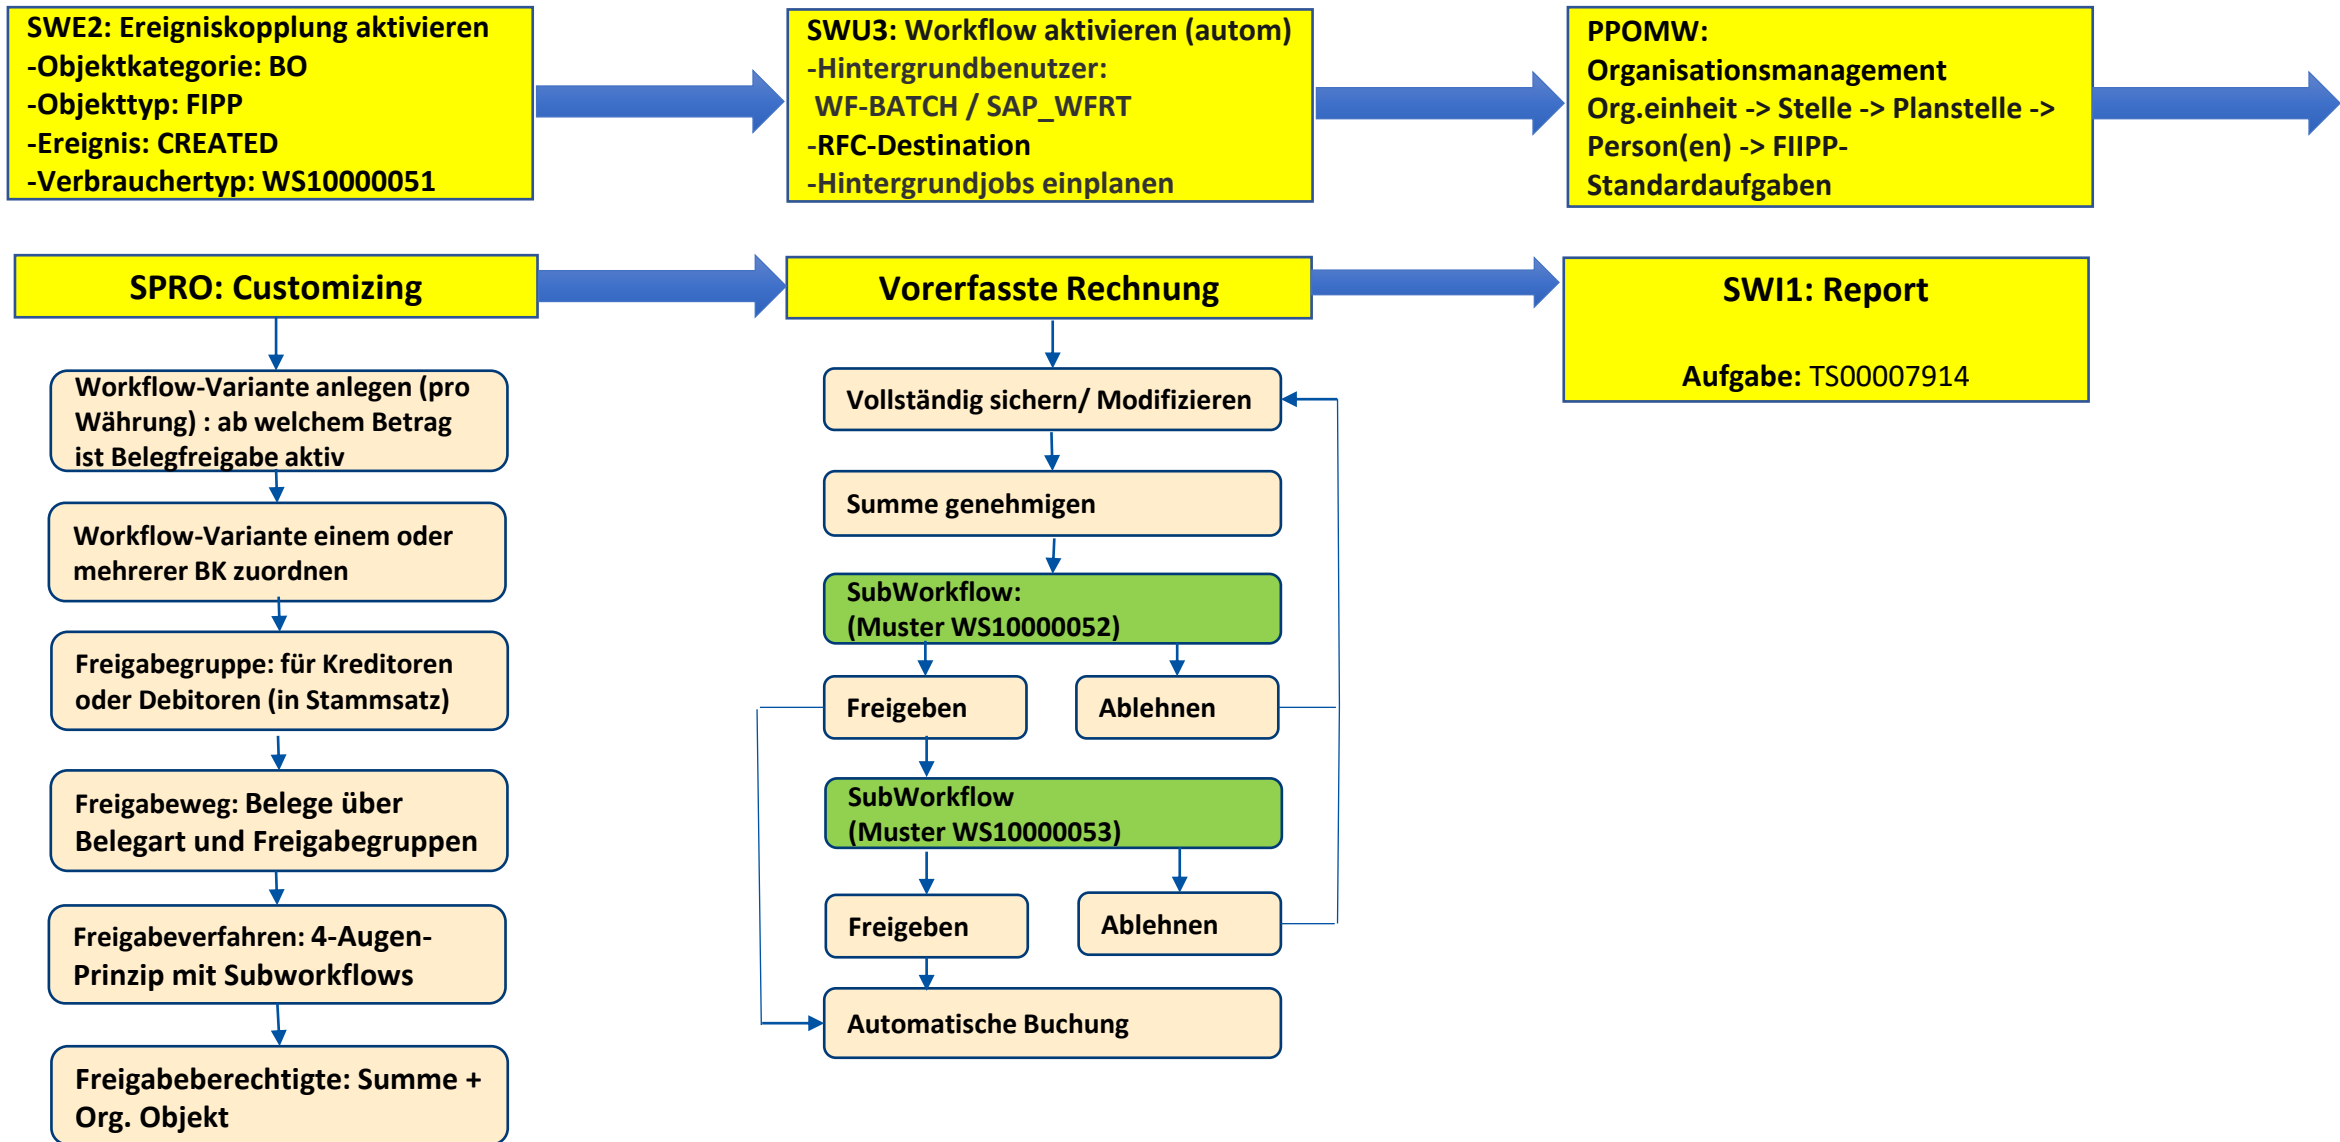 SWE2: Ereigniskopplung aktivieren
-Objektkategorie: BO
-Objekttyp: FIPP
-Ereignis: CREATED
-Verbrauchertyp: WS10000051
SWU3: Workflow aktivieren (autom)
-Hintergrundbenutzer:
WF-BATCH / SAP_WFRT
-RFC-Destination
-Hintergrundjobs einplanen
PPOMW:
Organisationsmanagement
Org.einheit -> Stelle -> Planstelle ->
Person(en) -> FIIPP-
Standardaufgaben
SPRO: Customizing
Workflow-Variante anlegen (pro
Währung) : ab welchem Betrag
ist Belegfreigabe aktiv
Workflow-Variante einem oder
mehrerer BK zuordnen
Freigabegruppe: für Kreditoren
oder Debitoren (in Stammsatz)
Freigabeweg: Belege über
Belegart und Freigabegruppen
Freigabeverfahren: 4-Augen-
Prinzip mit Subworkflows
Freigabeberechtigte: Summe +
Org. Objekt
Vorerfasste Rechnung
Vollständig sichern/ Modifizieren
Summe genehmigen
SubWorkflow:
(Muster WS10000052)
Freigeben
Ablehnen
SubWorkflow
(Muster WS10000053)
Freigeben
Ablehnen
Automatische Buchung
SWI1: Report
Aufgabe: TS00007914